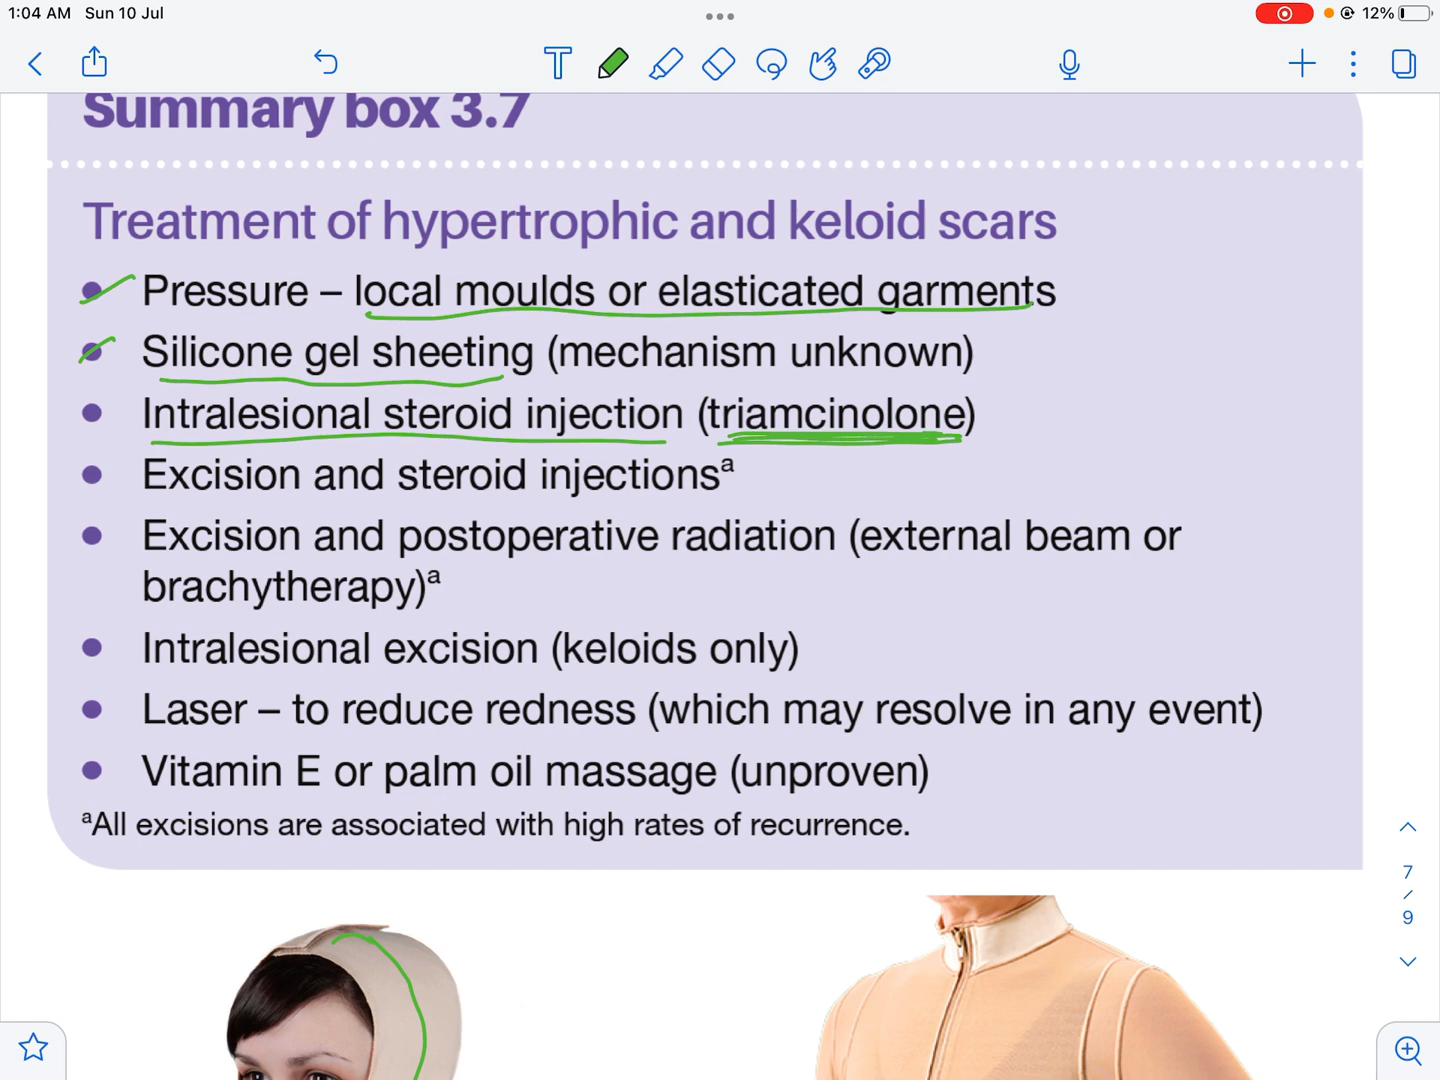 1:04 AM Sun 10 Jul
12%
Summary box 3.7
Treatment of hypertrophic and keloid scars
Pressure – local moulds or elasticated garments
Silicone gel sheeting (mechanism unknown)
Intralesional steroid injection (triamcinolone)
Excision and steroid injectionsᵃ
Excision and postoperative radiation (external beam or
brachytherapy)ᵃ
Intralesional excision (keloids only)
Laser – to reduce redness (which may resolve in any event)
Vitamin E or palm oil massage (unproven)
ᵃAll excisions are associated with high rates of recurrence.
7
/
9